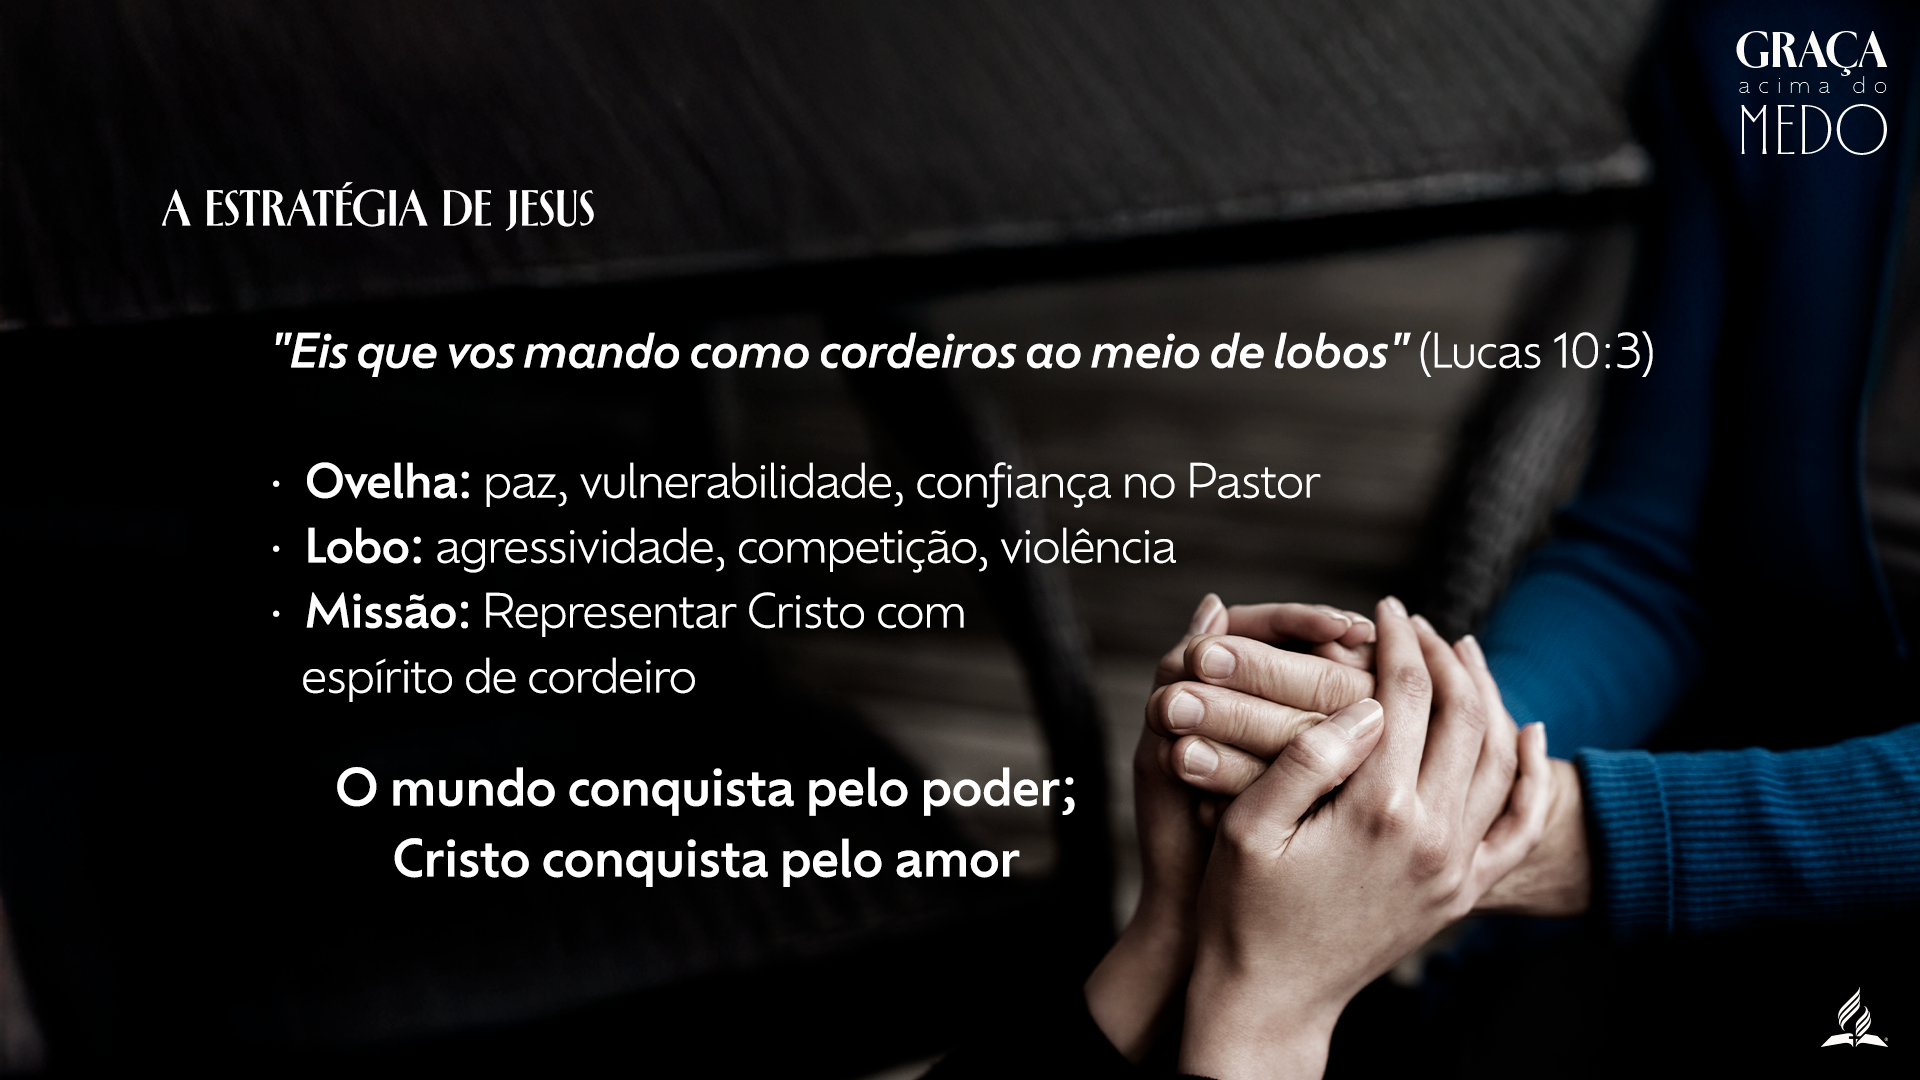 GRAÇA
acima do
MEDO
A ESTRATÉGIA DE JESUS
"Eis que vos mando como cordeiros ao meio de lobos" (Lucas 10:3)
· Ovelha: paz, vulnerabilidade, confiança no Pastor
· Lobo: agressividade, competição, violência
· Missão: Representar Cristo com
espírito de cordeiro
O mundo conquista pelo poder;
Cristo conquista pelo amor